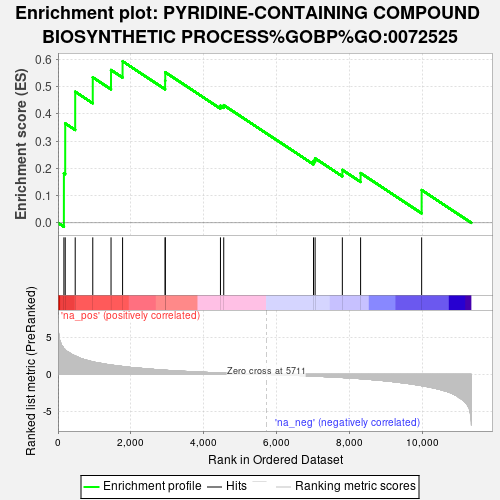 Enrichment plot: PYRIDINE-CONTAINING COMPOUND
BIOSYNTHETIC PROCESS%GOBP%GO:0072525
Enrichment score (ES)
0.6
0.5
0.4
0.3
0.2
0.1
0.0
'na_pos' (positively correlated)
Ranked list metric (PreRanked)
5
0
-5
Zero cross at 5711
'na_neg' (negatively correlated)
0
2,000
4,000
6,000
8,000
10,000
Rank in Ordered Dataset
Enrichment profile
Hits
Ranking metric scores